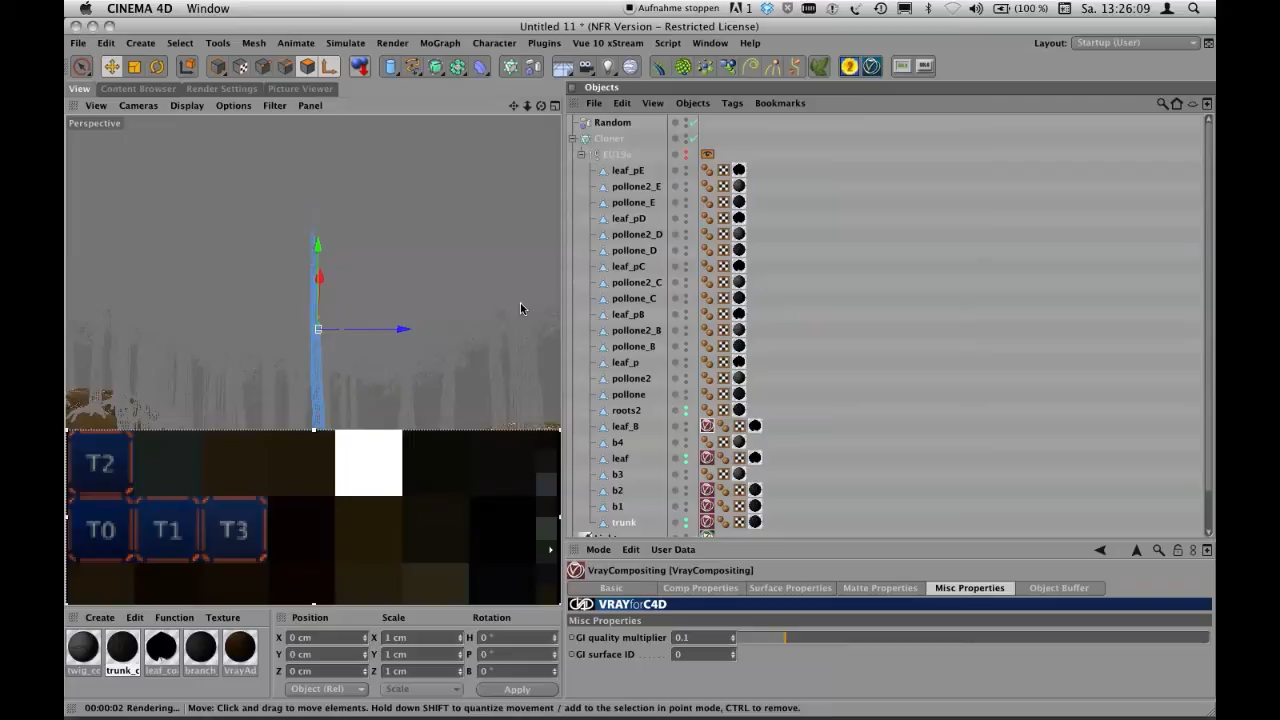 CINEMA 4D Window Aufnahme stoppen 1 (100 %) Sa. 13:26:09
Untitled 11 * (NFR Version - Restricted License)
File Edit Create Select Tools Mesh Animate Simulate Render MoGraph Character Plugins Vue 10 xStream Script Window Help Layout: Startup (User)
View Content Browser Render Settings Picture Viewer
Objects
View Cameras Display Options Filter Panel
File Edit View Objects Tags Bookmarks
Perspective
Random
Cloner
leaf_pE
pollone2_E
pollone_E
leaf_pD
pollone2_D
pollone_D
leaf_pC
pollone2_C
pollone_C
leaf_pB
pollone2_B
pollone_B
leaf_p
pollone2
pollone
roots2
leaf_B
b4
leaf
b3
b2
b1
trunk
T2
T0 T1 T3
Mode Edit User Data
VrayCompositing [VrayCompositing]
Basic Comp Properties Surface Properties Matte Properties Misc Properties Object Buffer
VRAYforC4D
Misc Properties
GI quality multiplier 0.1
GI surface ID 0
Create Edit Function Texture
twig_cc trunk_c leaf_co branch_ VrayAd
Position Scale Rotation
X 0 cm X 1 cm H 0 °
Y 0 cm Y 1 cm P 0 °
Z 0 cm Z 1 cm B 0 °
Object (Rel) Scale Apply
00:00:02 Rendering... Move: Click and drag to move elements. Hold down SHIFT to quantize movement / add to the selection in point mode, CTRL to remove.